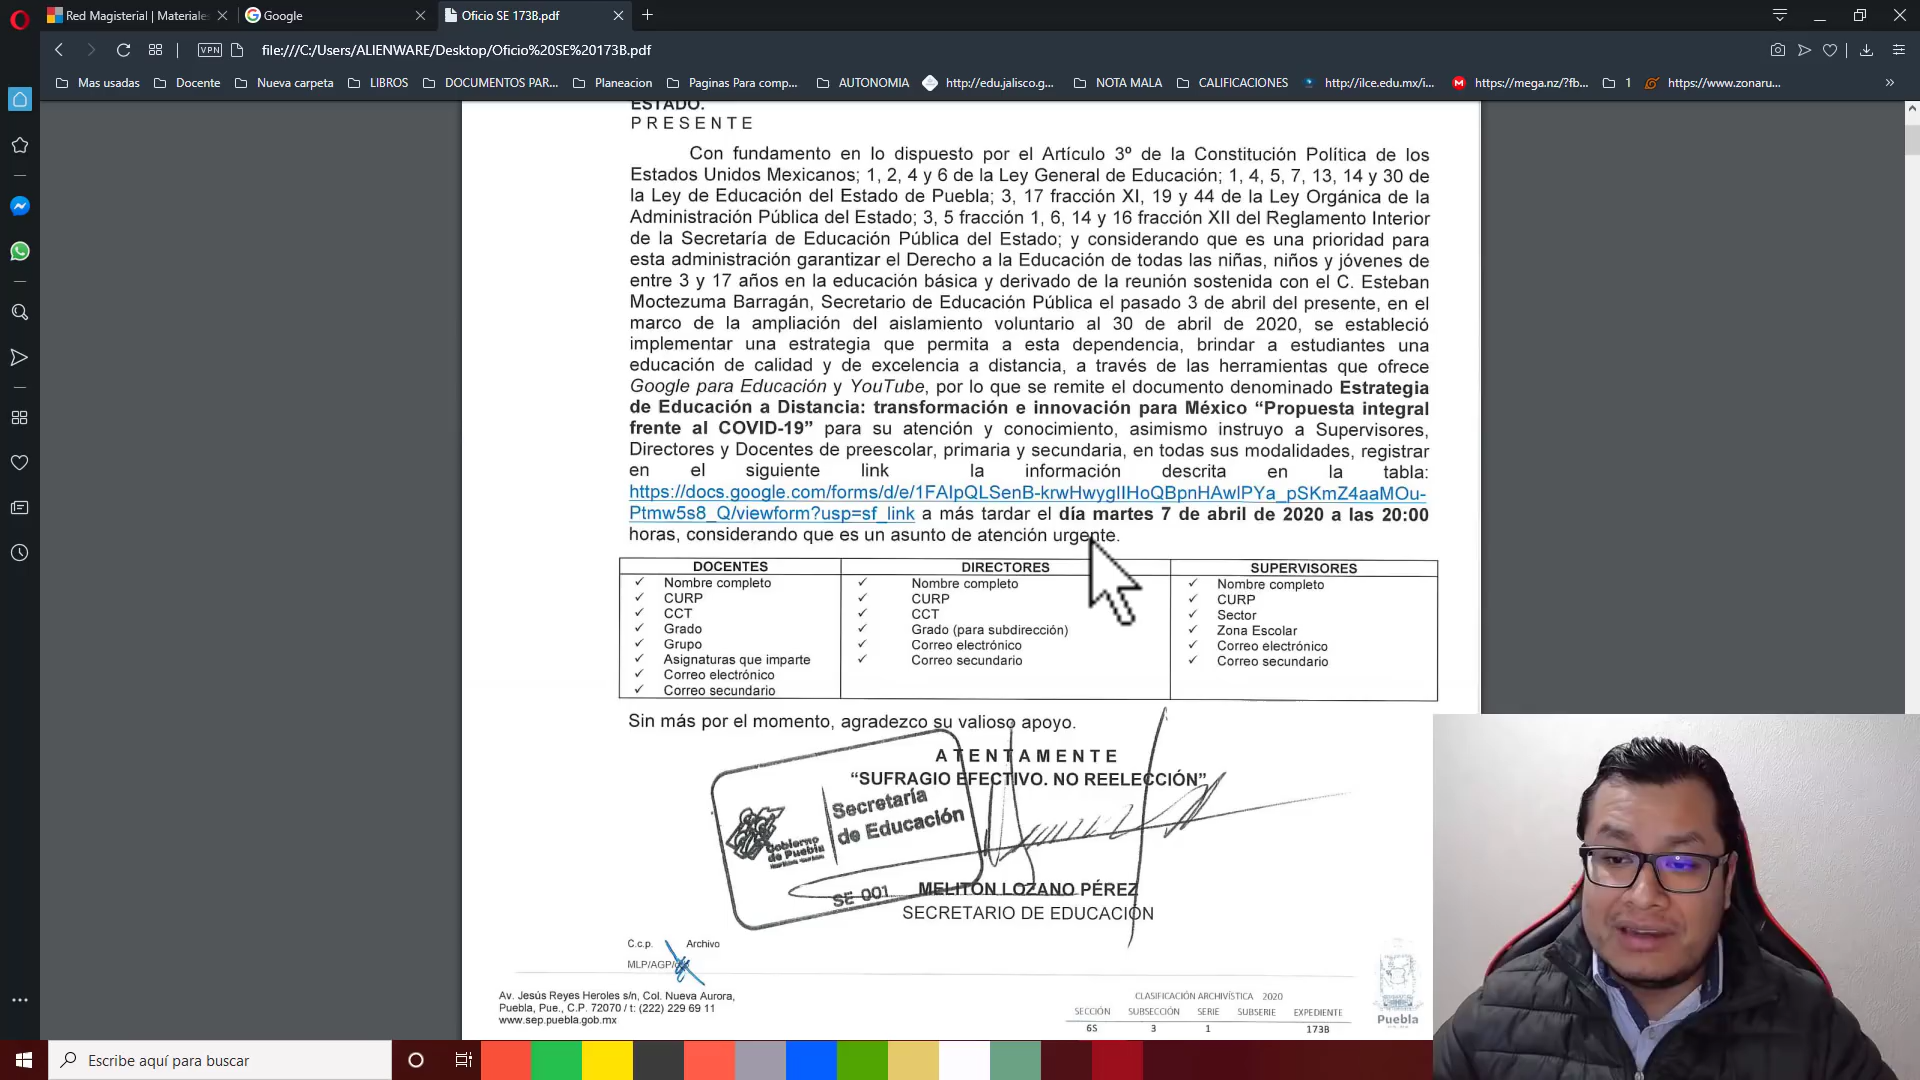 Red Magisterial | Materiale
Google
Oficio SE 173B.pdf
VPN
file:///C:/Users/ALIENWARE/Desktop/Oficio%20SE%20173B.pdf
Mas usadas
Docente
Nueva carpeta
LIBROS
DOCUMENTOS PAR...
Planeacion
Paginas Para comp...
AUTONOMIA
http://edu.jalisco.g...
NOTA MALA
CALIFICACIONES
http://ilce.edu.mx/i...
https://mega.nz/?fb...
1
https://www.zonaru...
ESTADO.
P R E S E N T E
Con fundamento en lo dispuesto por el Artículo 3º de la Constitución Política de los
Estados Unidos Mexicanos; 1, 2, 4 y 6 de la Ley General de Educación; 1, 4, 5, 7, 13, 14 y 30 de
la Ley de Educación del Estado de Puebla; 3, 17 fracción XI, 19 y 44 de la Ley Orgánica de la
Administración Pública del Estado; 3, 5 fracción 1, 6, 14 y 16 fracción XII del Reglamento Interior
de la Secretaría de Educación Pública del Estado; y considerando que es una prioridad para
esta administración garantizar el Derecho a la Educación de todas las niñas, niños y jóvenes de
entre 3 y 17 años en la educación básica y derivado de la reunión sostenida con el C. Esteban
Moctezuma Barragán, Secretario de Educación Pública el pasado 3 de abril del presente, en el
marco de la ampliación del aislamiento voluntario al 30 de abril de 2020, se estableció
implementar una estrategia que permita a esta dependencia, brindar a estudiantes una
educación de calidad y de excelencia a distancia, a través de las herramientas que ofrece
Google para Educación y YouTube, por lo que se remite el documento denominado Estrategia
de Educación a Distancia: transformación e innovación para México “Propuesta integral
frente al COVID-19” para su atención y conocimiento, asimismo instruyo a Supervisores,
Directores y Docentes de preescolar, primaria y secundaria, en todas sus modalidades, registrar
en el siguiente link la información descrita en la tabla:
https://docs.google.com/forms/d/e/1FAIpQLSenB-krwHwyglIHoQBpnHAwlPYa_pSKmZ4aaMOu-
Ptmw5s8_Q/viewform?usp=sf_link a más tardar el día martes 7 de abril de 2020 a las 20:00
horas, considerando que es un asunto de atención urgente.
DOCENTES
✓ Nombre completo
✓ CURP
✓ CCT
✓ Grado
✓ Grupo
✓ Asignaturas que imparte
✓ Correo electrónico
✓ Correo secundario
DIRECTORES
✓ Nombre completo
✓ CURP
✓ CCT
✓ Grado (para subdirección)
✓ Correo electrónico
✓ Correo secundario
SUPERVISORES
✓ Nombre completo
✓ CURP
✓ Sector
✓ Zona Escolar
✓ Correo electrónico
✓ Correo secundario
Sin más por el momento, agradezco su valioso apoyo.
A T E N T A M E N T E
“SUFRAGIO EFECTIVO. NO REELECCIÓN”
Gobierno
de Puebla
Secretaría
de Educación
SE 001
MELITON LOZANO PÉREZ
SECRETARIO DE EDUCACIÓN
C.c.p. Archivo
MLP/AGP/
Av. Jesús Reyes Heroles s/n, Col. Nueva Aurora,
Puebla, Pue., C.P. 72070 / t: (222) 229 69 11
www.sep.puebla.gob.mx
CLASIFICACIÓN ARCHIVÍSTICA 2020
SECCIÓN SUBSECCIÓN SERIE SUBSERIE EXPEDIENTE
6S 3 1 173B
Puebla
Escribe aquí para buscar